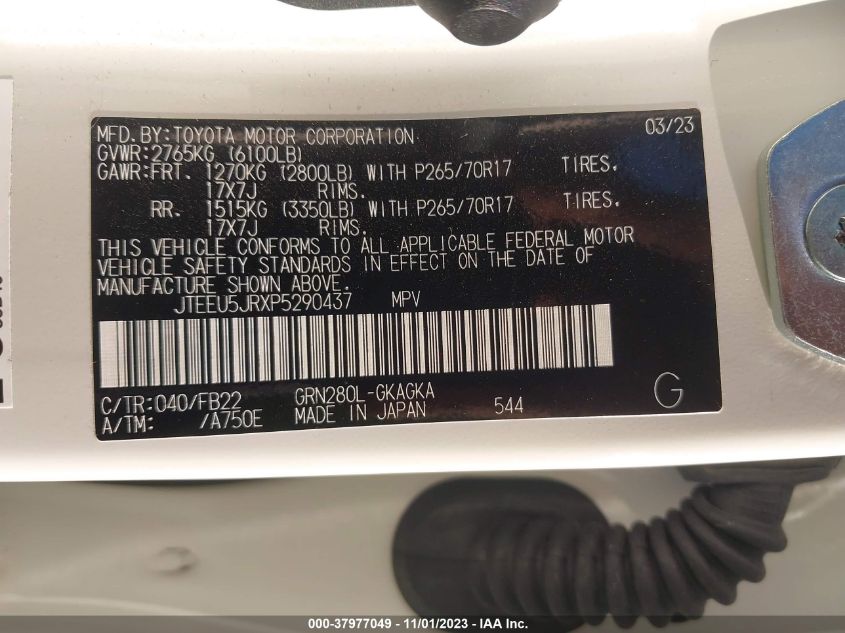 MFD. BY: TOYOTA MOTOR CORPORATION 03/23
GVWR: 2765KG (6100LB)
GAWR: FRT. 1270KG (2800LB) WITH P265/70R17 TIRES.
17X7J RIMS.
RR. 1515KG (3350LB) WITH P265/70R17 TIRES.
17X7J RIMS.
THIS VEHICLE CONFORMS TO ALL APPLICABLE FEDERAL MOTOR
VEHICLE SAFETY STANDARDS IN EFFECT ON THE DATE OF
MANUFACTURE SHOWN ABOVE.
JTEEU5JRXP5290437 MPV
C/TR: 040/FB22 GRN280L-GKAGKA
A/TM: /A750E MADE IN JAPAN 544 G
000-37977049 - 11/01/2023 - IAA Inc.